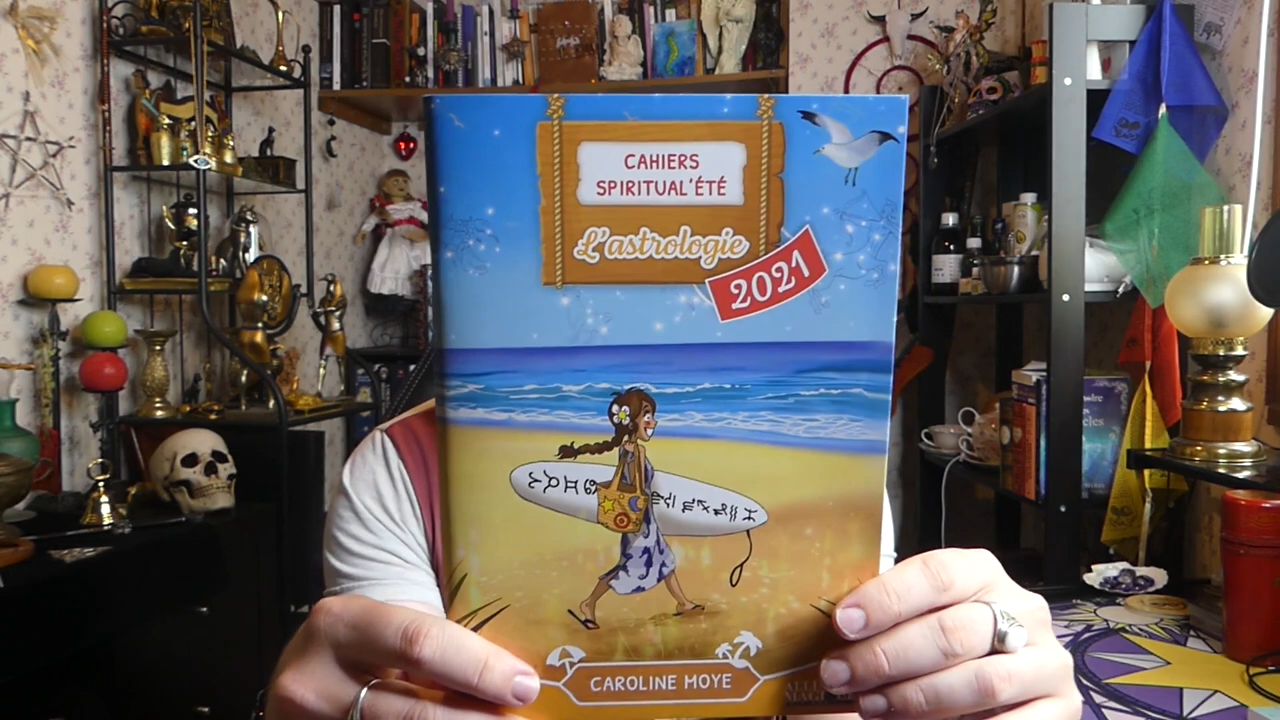 CAHIERS
SPIRITUAL'ÉTÉ
L'astrologie
2021
♈♉♊♋
♏♐♑♒♓
CAROLINE MOYE